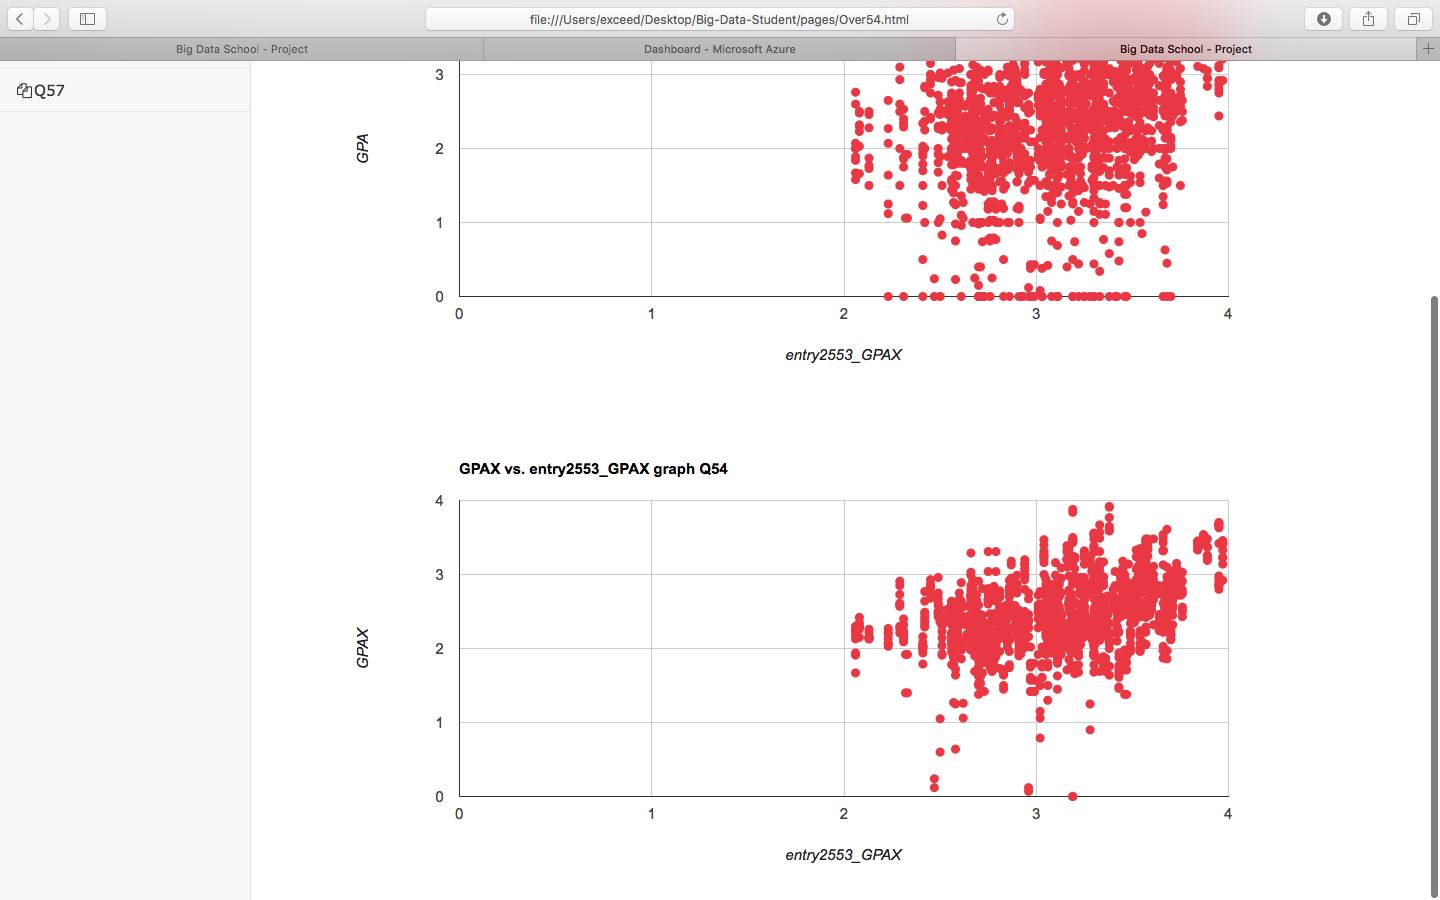 file:///Users/exceed/Desktop/Big-Data-Student/pages/Over54.html
Big Data School - Project
Dashboard - Microsoft Azure
Big Data School - Project
Q57
3
2
1
0
GPA
0 1 2 3 4
entry2553_GPAX
GPAX vs. entry2553_GPAX graph Q54
4
3
2
1
0
GPAX
0 1 2 3 4
entry2553_GPAX